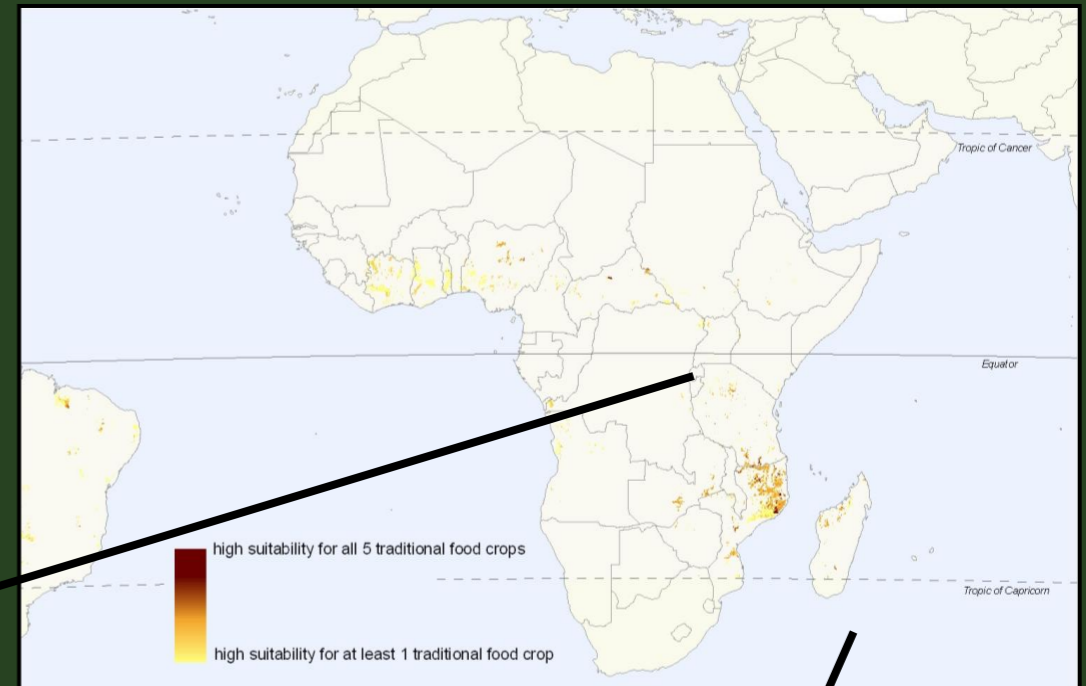 Tropic of Cancer
Equator
high suitability for all 5 traditional food crops
Tropic of Capricorn
high suitability for at least 1 traditional food crop